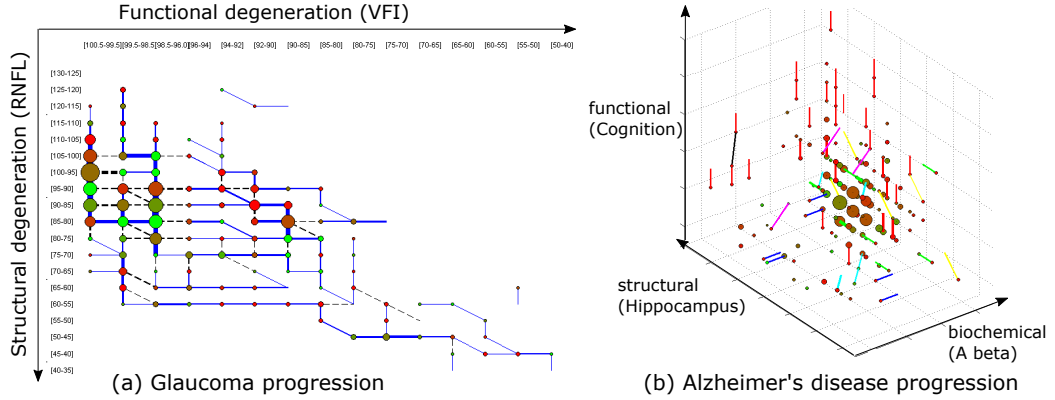 Functional degeneration (VFI)
[100.5-99.5] [99.5-98.5] [98.5-96.0] [96-94] [94-92] [92-90] [90-85] [85-80] [80-75] [75-70] [70-65] [65-60] [60-55] [55-50] [50-40]
Structural degeneration (RNFL)
[130-125]
[125-120]
[120-115]
[115-110]
[110-105]
[105-100]
[100-95]
[95-90]
[90-85]
[85-80]
[80-75]
[75-70]
[70-65]
[65-60]
[60-55]
[55-50]
[50-45]
[45-40]
[40-35]
(a) Glaucoma progression
functional
(Cognition)
structural
(Hippocampus)
biochemical
(A beta)
(b) Alzheimer's disease progression